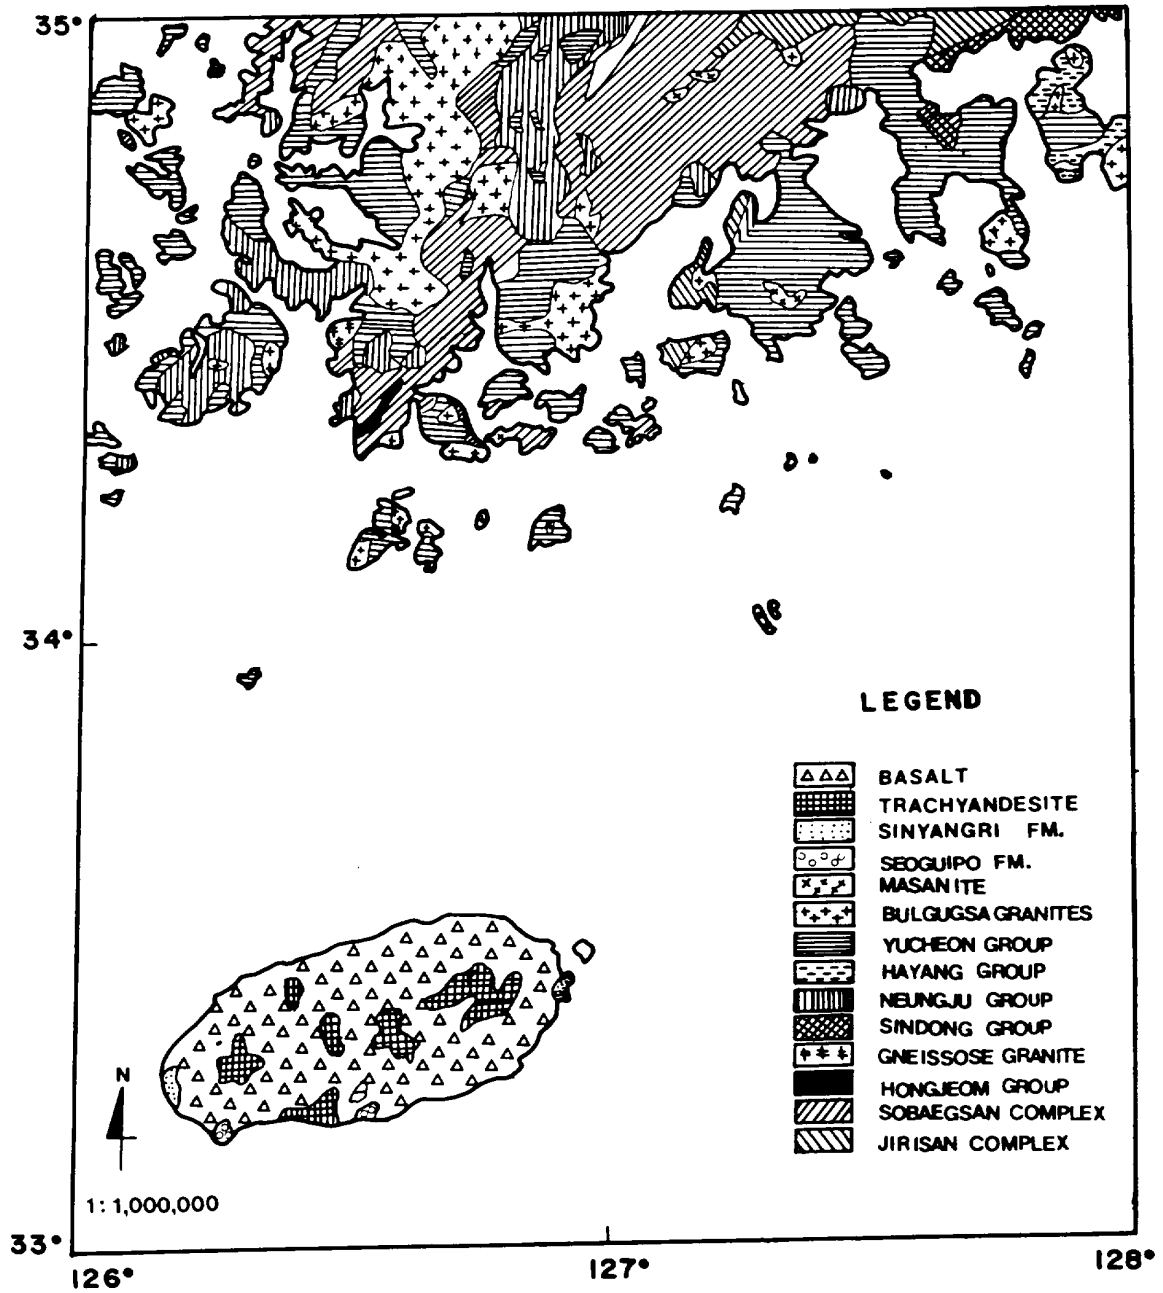 35°
34°
LEGEND
BASALT
TRACHYANDESITE
SINYANGRI FM.
SEOGUIPO FM.
MASANITE
BULGUGSA GRANITES
YUCHEON GROUP
HAYANG GROUP
NEUNGJU GROUP
SINDONG GROUP
GNEISSOSE GRANITE
HONGJEOM GROUP
SOBAEGSAN COMPLEX
JIRISAN COMPLEX
N
1:1,000,000
33°
126°
127°
128°